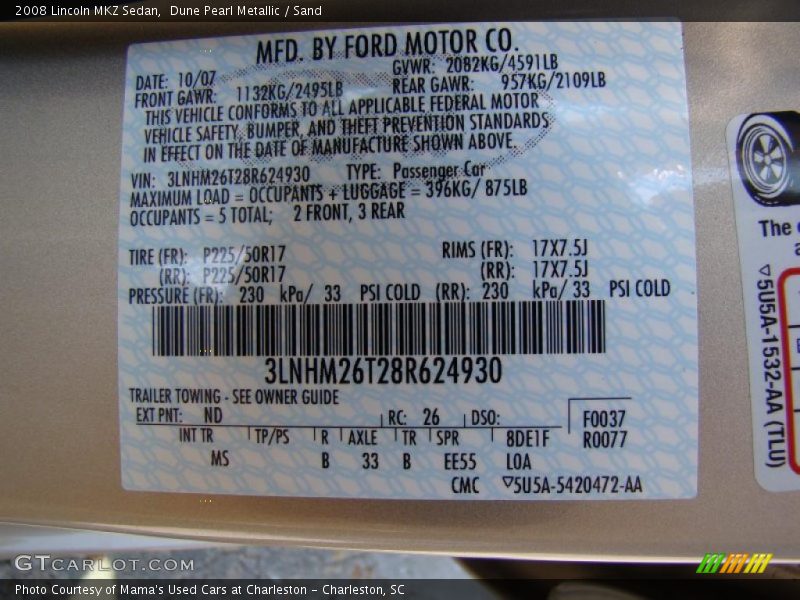 2008 Lincoln MKZ Sedan,  Dune Pearl Metallic / Sand
MFD. BY FORD MOTOR CO.
DATE: 10/07 GVWR: 2082KG/4591LB
FRONT GAWR: 1132KG/2495LB REAR GAWR: 957KG/2109LB
THIS VEHICLE CONFORMS TO ALL APPLICABLE FEDERAL MOTOR
VEHICLE SAFETY, BUMPER, AND THEFT PREVENTION STANDARDS
IN EFFECT ON THE DATE OF MANUFACTURE SHOWN ABOVE.
VIN: 3LNHM26T28R624930 TYPE: Passenger Car
MAXIMUM LOAD = OCCUPANTS + LUGGAGE = 396KG/ 875LB
OCCUPANTS = 5 TOTAL; 2 FRONT, 3 REAR
TIRE (FR): P225/50R17 RIMS (FR): 17X7.5J
(RR): P225/50R17 (RR): 17X7.5J
PRESSURE (FR): 230 kPa/ 33 PSI COLD (RR): 230 kPa/ 33 PSI COLD
3LNHM26T28R624930
TRAILER TOWING - SEE OWNER GUIDE
EXT PNT: ND RC: 26 DSO: F0037
INT TR TP/PS R AXLE TR SPR 8DE1F R0077
MS B 33 B EE55 LOA
CMC ▽5U5A-5420472-AA
The
▽5U5A-1532-AA (TLU)
GTCARLOT.COM
Photo Courtesy of Mama's Used Cars at Charleston - Charleston, SC